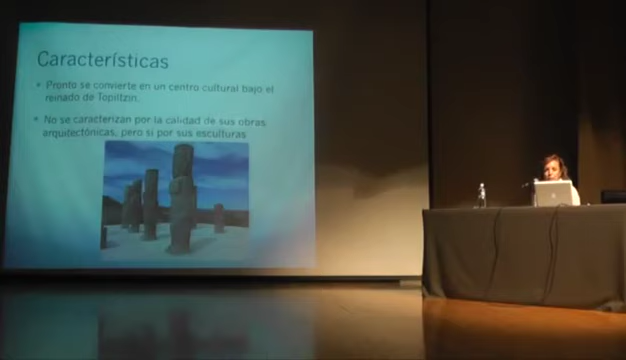 Características
• Pronto se convierte en un centro cultural bajo el
reinado de Topiltzin.
• No se caracterizan por la calidad de sus obras
arquitectónicas, pero si por sus esculturas